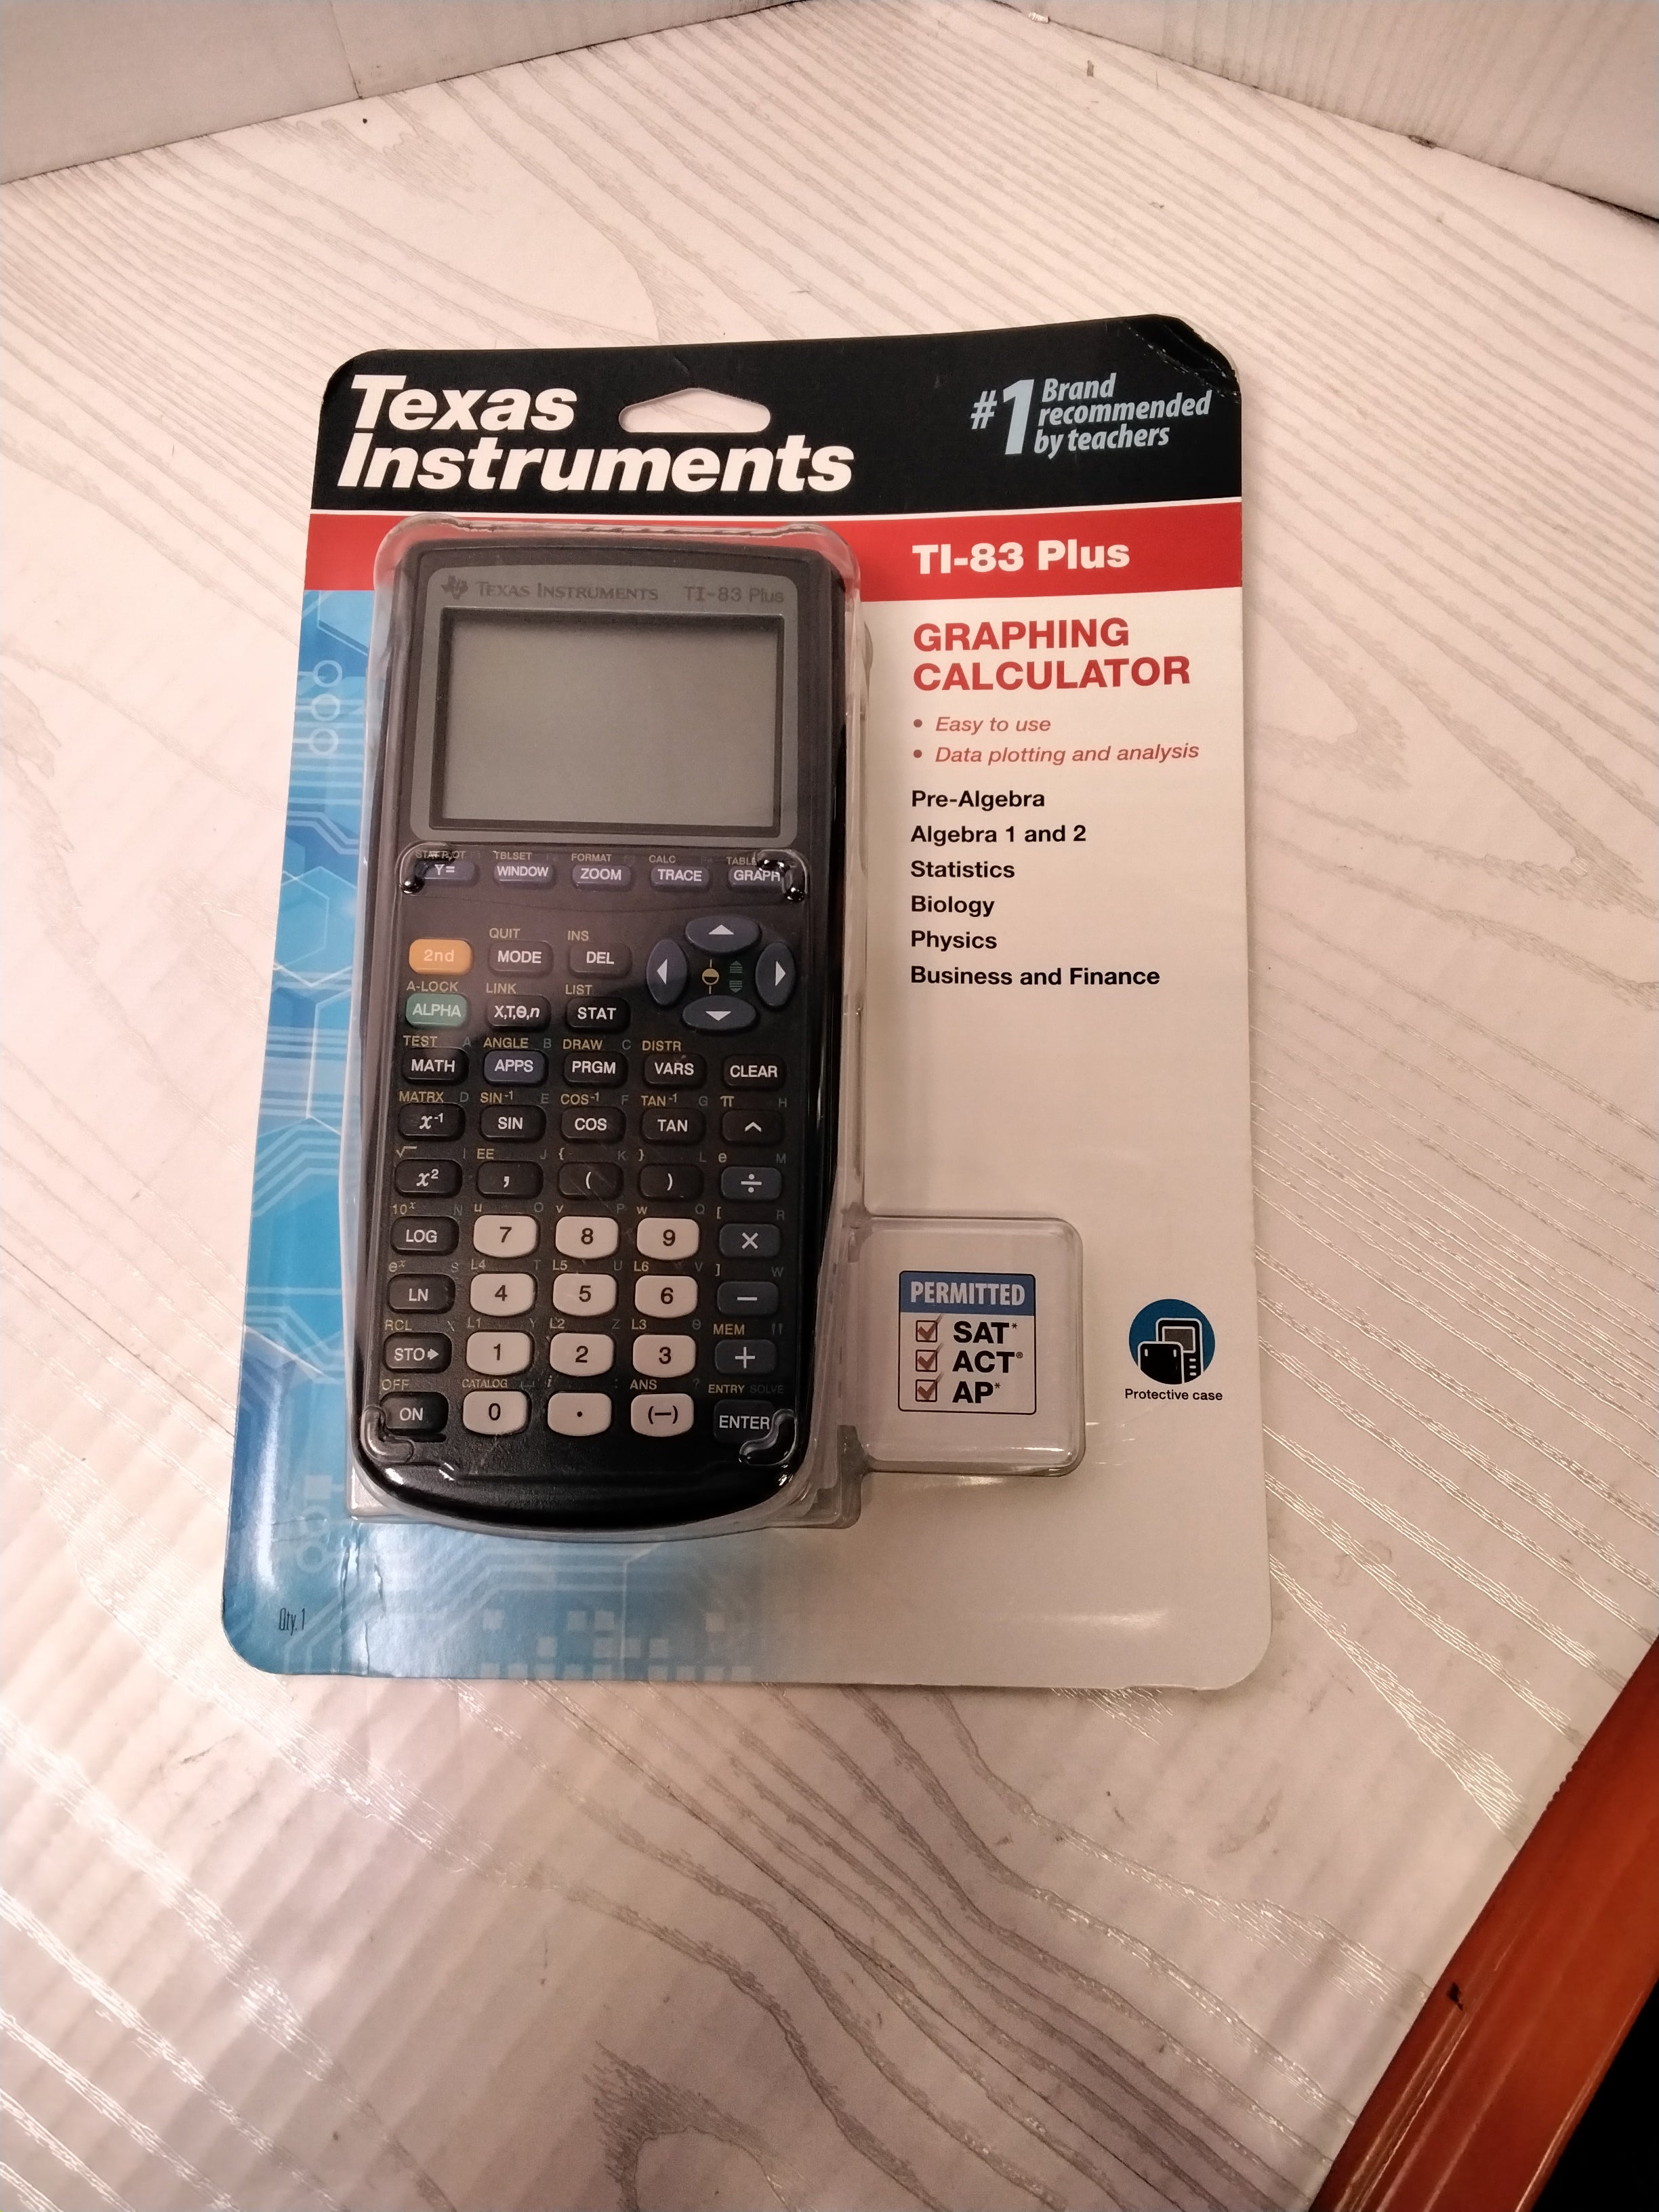 Texas
Instruments
#1 Brand
recommended
by teachers
TI-83 Plus
TEXAS INSTRUMENTS TI-83 Plus
GRAPHING
CALCULATOR
• Easy to use
• Data plotting and analysis
Pre-Algebra
Algebra 1 and 2
Statistics
Biology
Physics
Business and Finance
STAT PLOT TBLSET FORMAT CALC TABLE
Y= WINDOW ZOOM TRACE GRAPH
QUIT INS
2nd MODE DEL
A-LOCK LINK LIST
ALPHA X,T,Θ,n STAT
TEST A ANGLE B DRAW C DISTR
MATH APPS PRGM VARS CLEAR
MATRX D SIN⁻¹ E COS⁻¹ F TAN⁻¹ G π H
x⁻¹ SIN COS TAN ^
√ I EE J { K } L e M
x² , ( ) ÷
10ˣ N u O v P w Q [ R
LOG 7 8 9 ×
eˣ S L4 T L5 U L6 V ] W
LN 4 5 6 −
RCL X L1 Y L2 Z L3 θ MEM "
STO► 1 2 3 +
OFF CATALOG i : ANS ? ENTRY SOLVE
ON 0 . (−) ENTER
PERMITTED
SAT*
ACT®
AP*
Protective case
Qty. 1